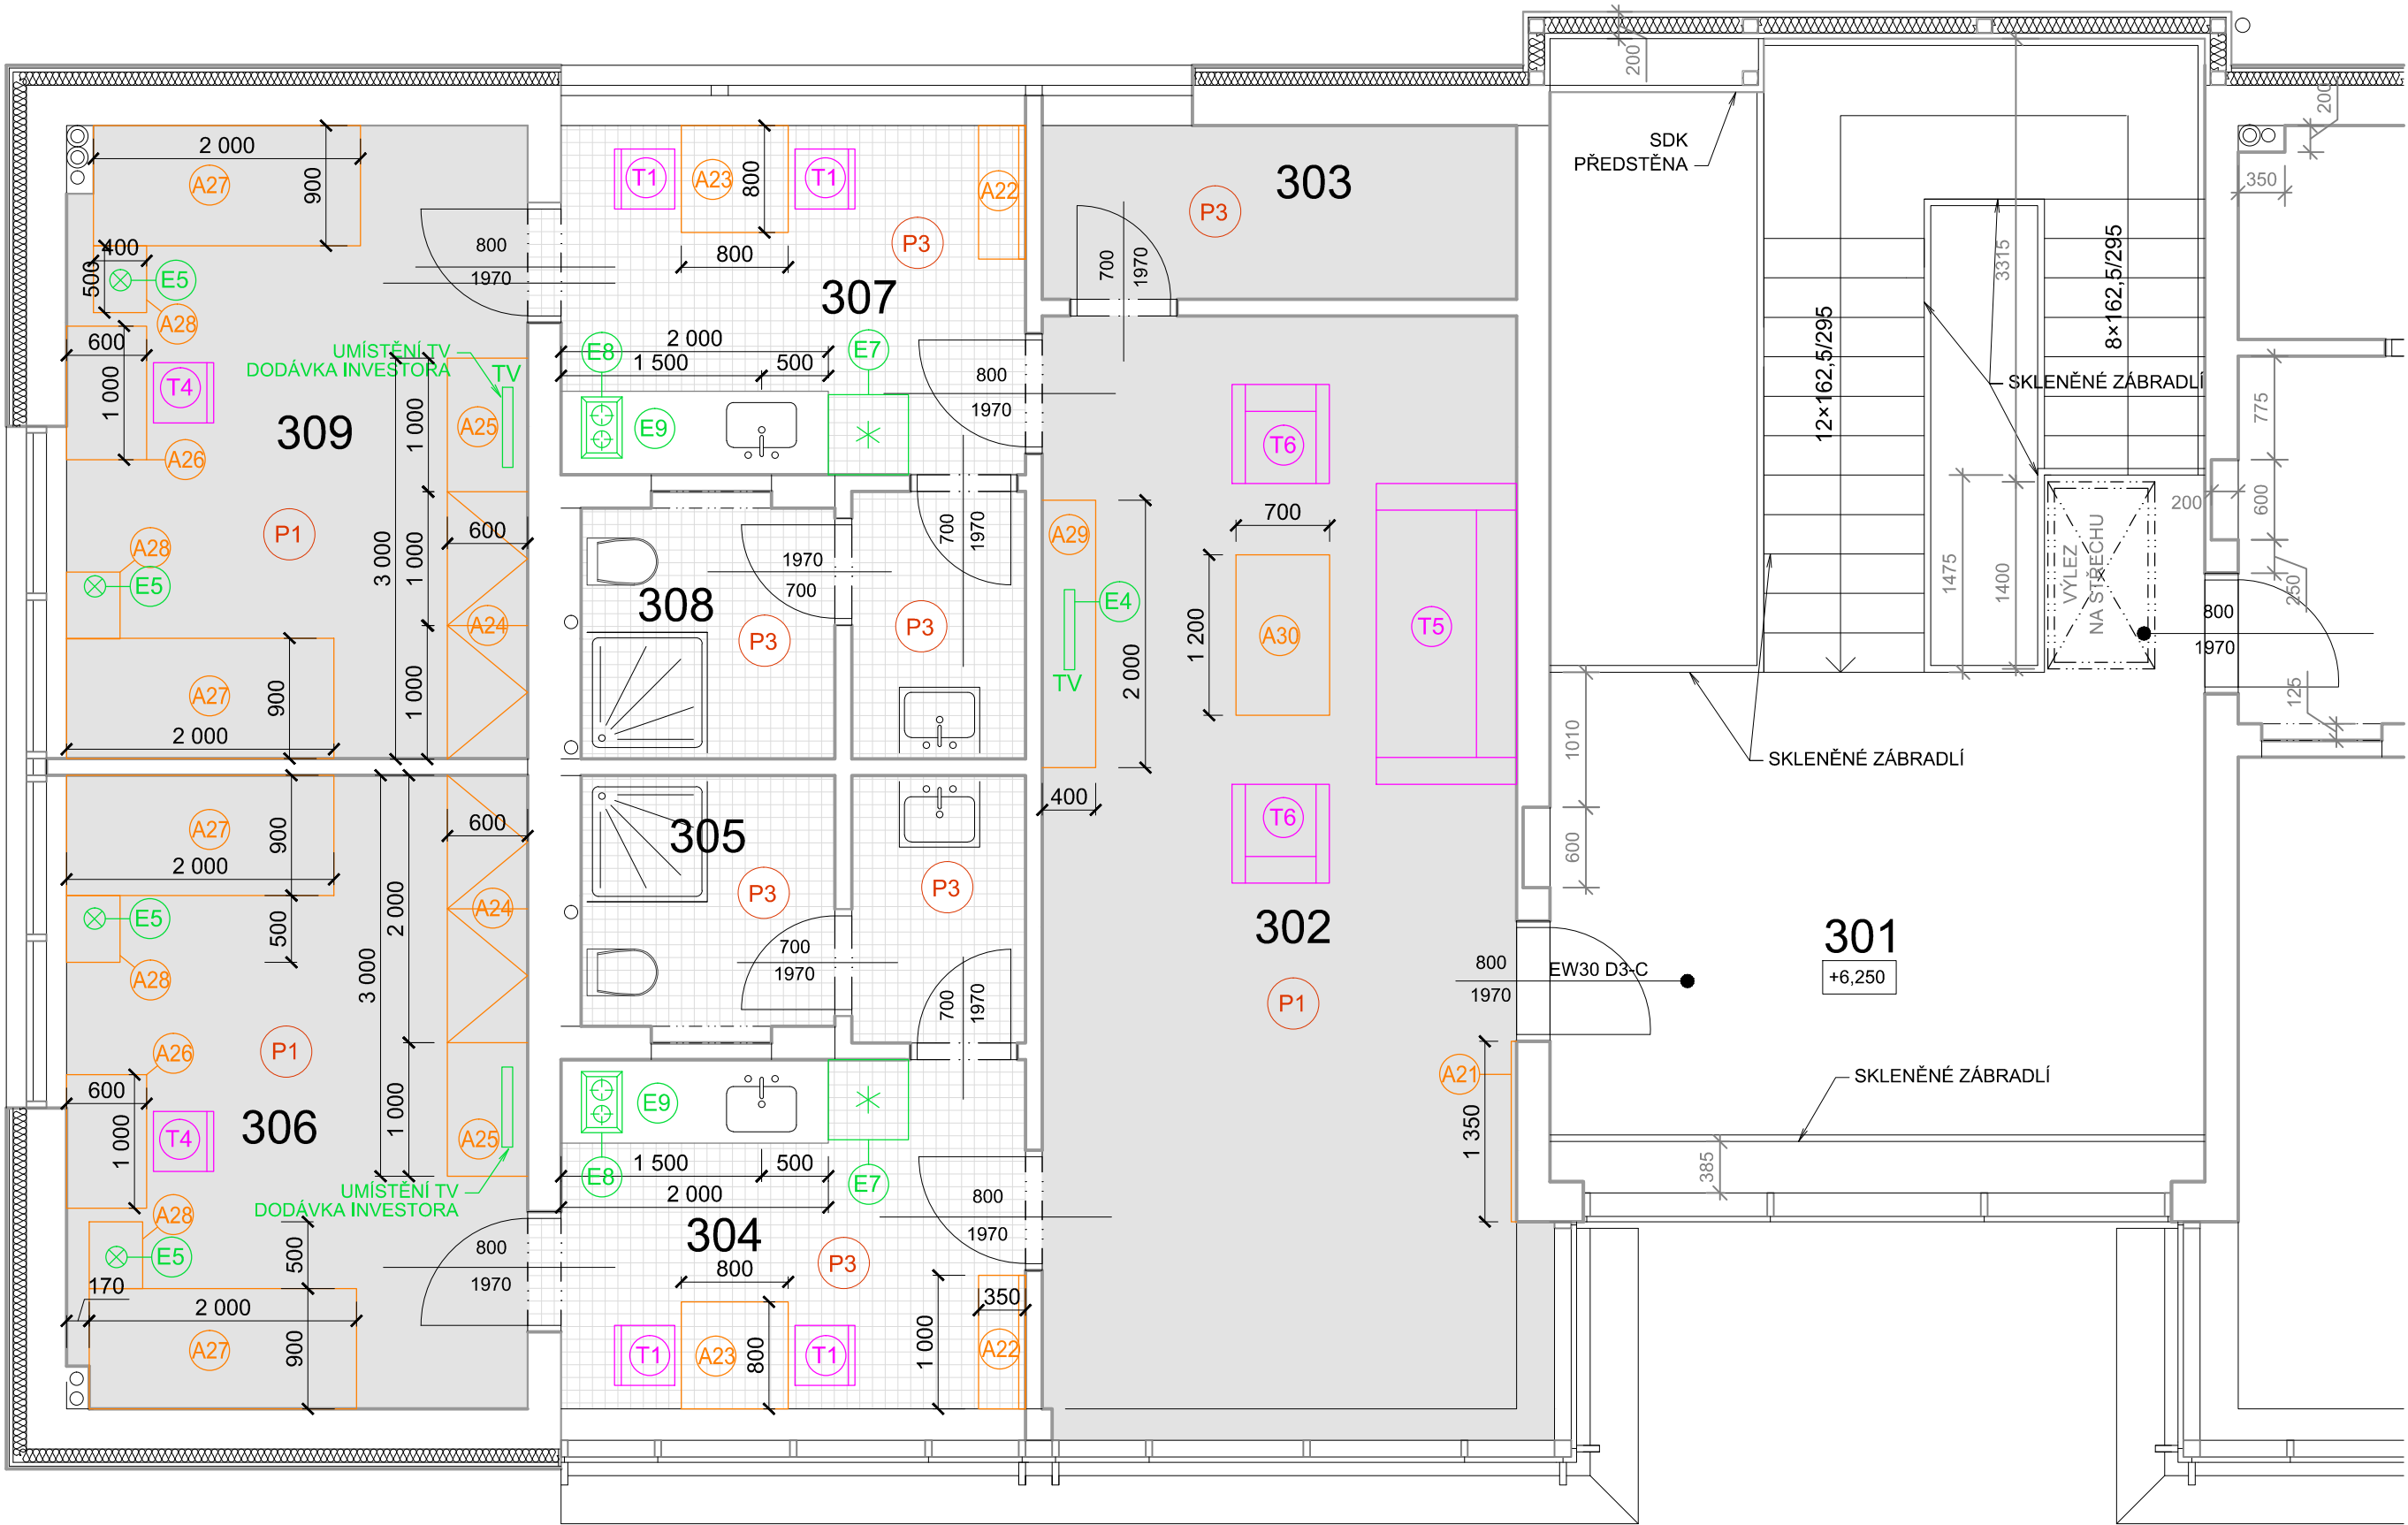 2 000
A27
900
400
500
E5
A28
600
1 000
UMÍSTĚNÍ TV
DODÁVKA INVESTORA
TV
T4
309
A26
A25
1 000
P1
3 000
1 000
600
A28
E5
A24
1 000
A27
900
2 000
800
1970
T1
A23
800
T1
A22
P3
800
307
2 000
1 500
500
E8
E9
E7
800
1970
303
P3
700
1970
308
P3
1970
700
P3
700
1970
A29
E4
TV
2 000
400
T6
700
1 200
A30
T5
T6
302
P1
A21
1 350
800
1970
EW30 D3-C
A27
900
2 000
500
E5
A28
600
A24
2 000
3 000
P1
A26
600
1 000
T4
306
A25
1 000
UMÍSTĚNÍ TV
DODÁVKA INVESTORA
A28
E5
500
170
2 000
A27
900
800
1970
305
P3
700
1970
P3
700
1970
E9
E8
E7
1 500
500
2 000
304
P3
800
1970
800
T1
A23
800
T1
350
1 000
A22
200
SDK
PŘEDSTĚNA
3315
12×162,5/295
8×162,5/295
SKLENĚNÉ ZÁBRADLÍ
1475
1400
VÝLEZ
NA STŘECHU
SKLENĚNÉ ZÁBRADLÍ
1010
600
301
+6,250
SKLENĚNÉ ZÁBRADLÍ
385
200
350
775
200
600
250
800
1970
125